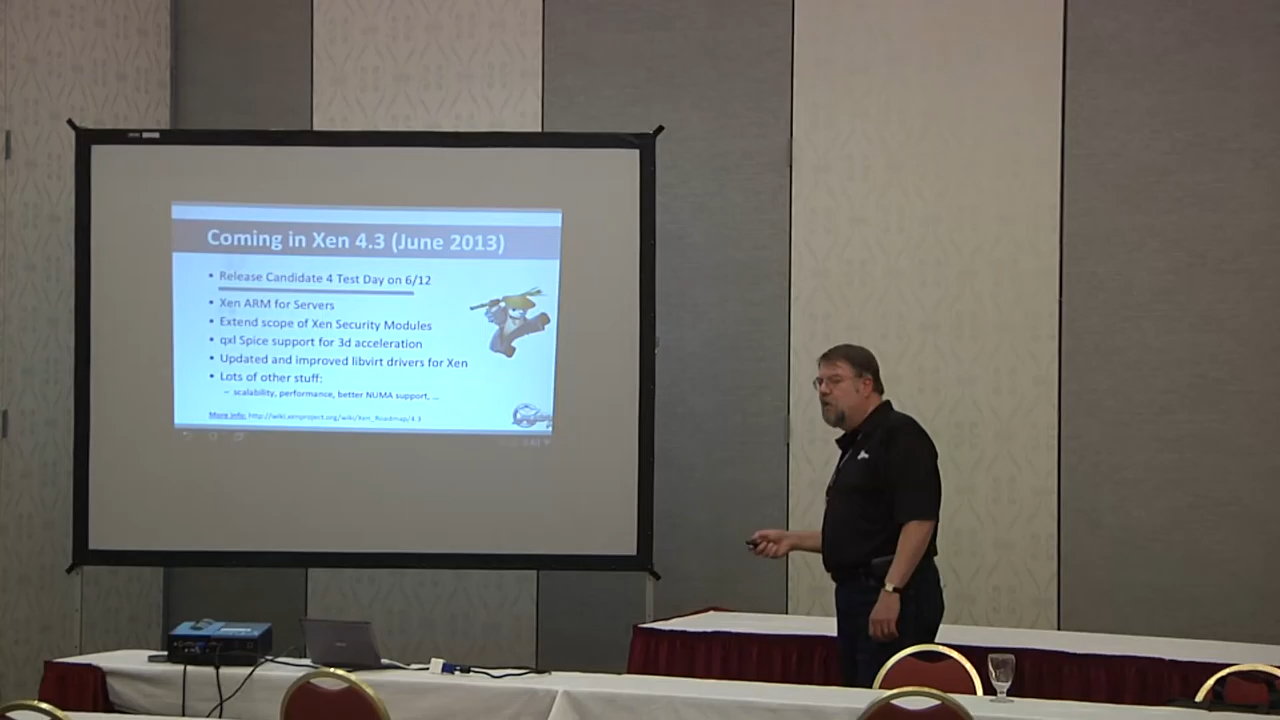 Coming in Xen 4.3 (June 2013)
• Release Candidate 4 Test Day on 6/12
• Xen ARM for Servers
• Extend scope of Xen Security Modules
• qxl Spice support for 3d acceleration
• Updated and improved libvirt drivers for Xen
• Lots of other stuff:
– scalability, performance, better NUMA support, ...
More info: http://wiki.xenproject.org/wiki/Xen_Roadmap/4.3